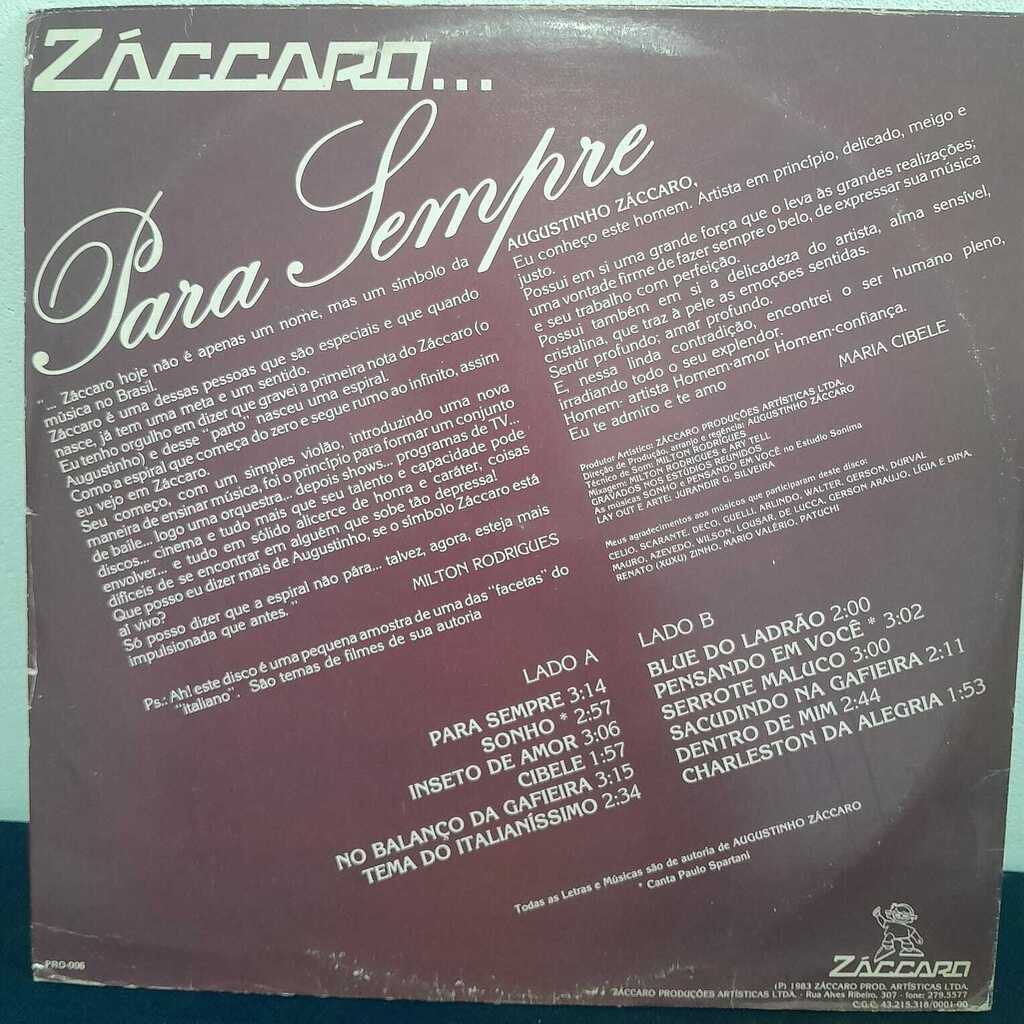 ZÁCCARO...
Para Sempre
"... Záccaro hoje não é apenas um nome, mas um símbolo da
música no Brasil.
Záccaro é uma dessas pessoas que são especiais e que quando
nasce, já tem uma meta e um sentido.
Eu tenho orgulho em dizer que gravei a primeira nota do Záccaro (o
Augustinho) e desse "parto" nasceu uma espiral.
Como a espiral que começa do zero e segue rumo ao infinito, assim
eu vejo em Záccaro.
Seu começo, com um simples violão, introduzindo uma nova
maneira de ensinar música, foi o princípio para formar um conjunto
de baile... logo uma orquestra... depois shows... programas de TV...
discos... cinema e tudo mais que seu talento e capacidade pode
envolver... e tudo em sólido alicerce de honra e caráter, coisas
difíceis de se encontrar em alguém que sobe tão depressa!
Que posso eu dizer mais de Augustinho, se o símbolo Záccaro está
aí vivo?
Só posso dizer que a espiral não pára... talvez, agora, esteja mais
impulsionada que antes."
MILTON RODRIGUES
Ps.: Ah! este disco é uma pequena amostra de uma das "facetas" do
"italiano". São temas de filmes de sua autoria
AUGUSTINHO ZÁCCARO,
Eu conheço este homem. Artista em princípio, delicado, meigo e
justo.
Possui em si uma grande força que o leva às grandes realizações;
uma vontade firme de fazer sempre o belo, de expressar sua música
e seu trabalho com perfeição.
Possui também em si a delicadeza do artista, alma sensível,
cristalina, que traz à pele as emoções sentidas.
Sentir profundo; amar profundo.
E, nessa linda contradição, encontrei o ser humano pleno,
irradiando todo o seu explendor.
Homem- artista Homem-amor Homem-confiança.
Eu te admiro e te amo
MARIA CIBELE
Produtor Artístico: ZÁCCARO PRODUÇÕES ARTÍSTICAS LTDA.
Direção de Produção, arranjo e regência: AUGUSTINHO ZÁCCARO
Técnico de Som: MILTON RODRIGUES
Mixagem: MILTON RODRIGUES e ARY TELL
GRAVADOS NOS ESTÚDIOS REUNIDOS
As músicas SONHO e PENSANDO EM VOCÊ no Estudio Sonima
LAY OUT E ARTE: JURANDIR G. SILVEIRA
Meus agradecimentos aos músicos que participaram deste disco:
CELIO, SCARANTE, DECO, GUELLI, ARLINDO, WALTER, GERSON, DURVAL
MAURO, AZEVEDO, WILSON, LOUSAR, DE LUCCA, GERSON ARAUJO, LÍGIA E DINA.
RENATO (XUXU) ZINHO, MARIO VALÉRIO, PATUCHI
LADO A
PARA SEMPRE 3:14
SONHO * 2:57
INSETO DE AMOR 3:06
CIBELE 1:57
NO BALANÇO DA GAFIEIRA 3:15
TEMA DO ITALIANÍSSIMO 2:34
LADO B
BLUE DO LADRÃO 2:00
PENSANDO EM VOCÊ * 3:02
SERROTE MALUCO 3:00
SACUDINDO NA GAFIEIRA 2:11
DENTRO DE MIM 2:44
CHARLESTON DA ALEGRIA 1:53
Todas as Letras e Músicas são de autoria de AUGUSTINHO ZÁCCARO
* Canta Paulo Spartani
PRO-006
ZÁCCARO
(P) 1983 ZÁCCARO PROD. ARTÍSTICAS LTDA.
ZÁCCARO PRODUÇÕES ARTÍSTICAS LTDA. - Rua Alves Ribeiro, 307 - fone: 279.5577
C.G.C. 43.215.318/0001-00